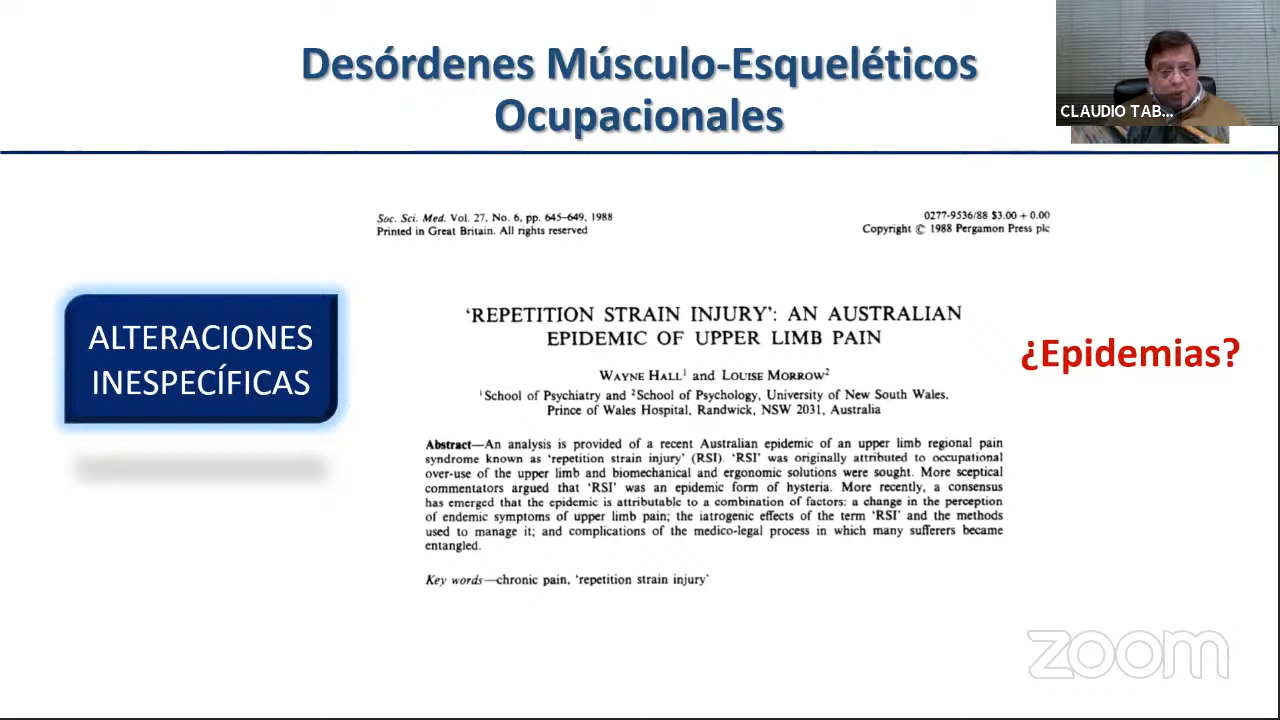 Desórdenes Músculo-Esqueléticos
Ocupacionales
CLAUDIO TAB...
Soc. Sci. Med. Vol. 27, No. 6, pp. 645–649, 1988
Printed in Great Britain. All rights reserved
0277-9536/88 $3.00 + 0.00
Copyright © 1988 Pergamon Press plc
ALTERACIONES
INESPECÍFICAS
‘REPETITION STRAIN INJURY’: AN AUSTRALIAN
EPIDEMIC OF UPPER LIMB PAIN
¿Epidemias?
Wayne Hall¹ and Louise Morrow²
¹School of Psychiatry and ²School of Psychology, University of New South Wales,
Prince of Wales Hospital, Randwick, NSW 2031, Australia
Abstract—An analysis is provided of a recent Australian epidemic of an upper limb regional pain
syndrome known as ‘repetition strain injury’ (RSI). ‘RSI’ was originally attributed to occupational
over-use of the upper limb and biomechanical and ergonomic solutions were sought. More sceptical
commentators argued that ‘RSI’ was an epidemic form of hysteria. More recently, a consensus
has emerged that the epidemic is attributable to a combination of factors: a change in the perception
of endemic symptoms of upper limb pain; the iatrogenic effects of the term ‘RSI’ and the methods
used to manage it; and complications of the medico-legal process in which many sufferers became
entangled.
Key words—chronic pain, ‘repetition strain injury’
zoom